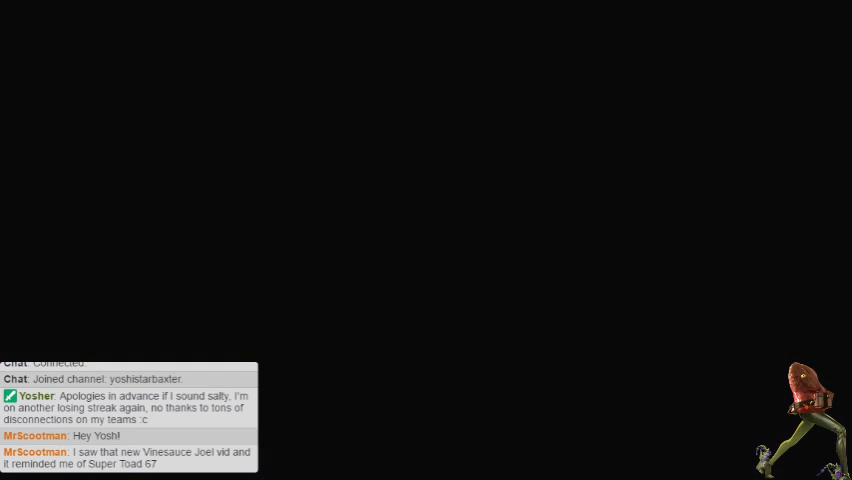 Chat: Connected.
Chat: Joined channel: yoshistarbaxter.
Yosher: Apologies in advance if I sound salty, I'm
on another losing streak again, no thanks to tons of
disconnections on my teams :c
MrScootman: Hey Yosh!
MrScootman: I saw that new Vinesauce Joel vid and
it reminded me of Super Toad 67